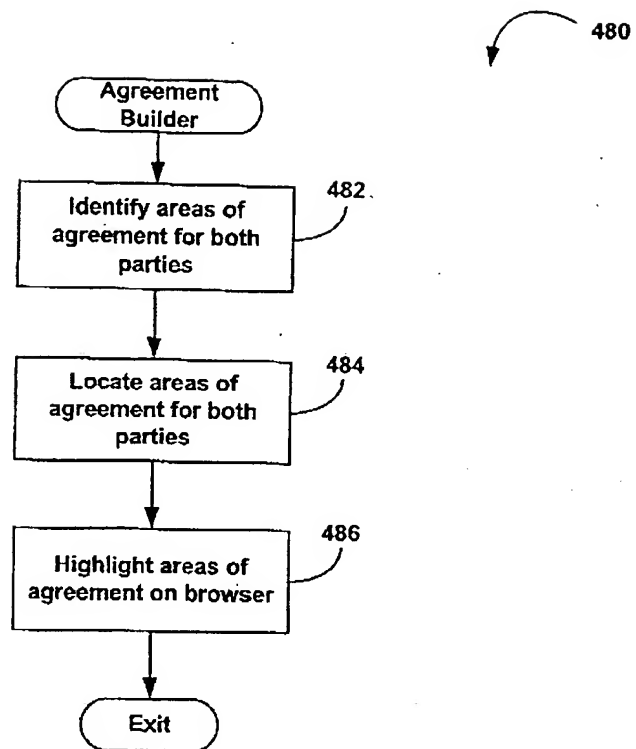 480
Agreement
Builder
482
Identify areas of
agreement for both
parties
484
Locate areas of
agreement for both
parties
486
Highlight areas of
agreement on browser
Exit